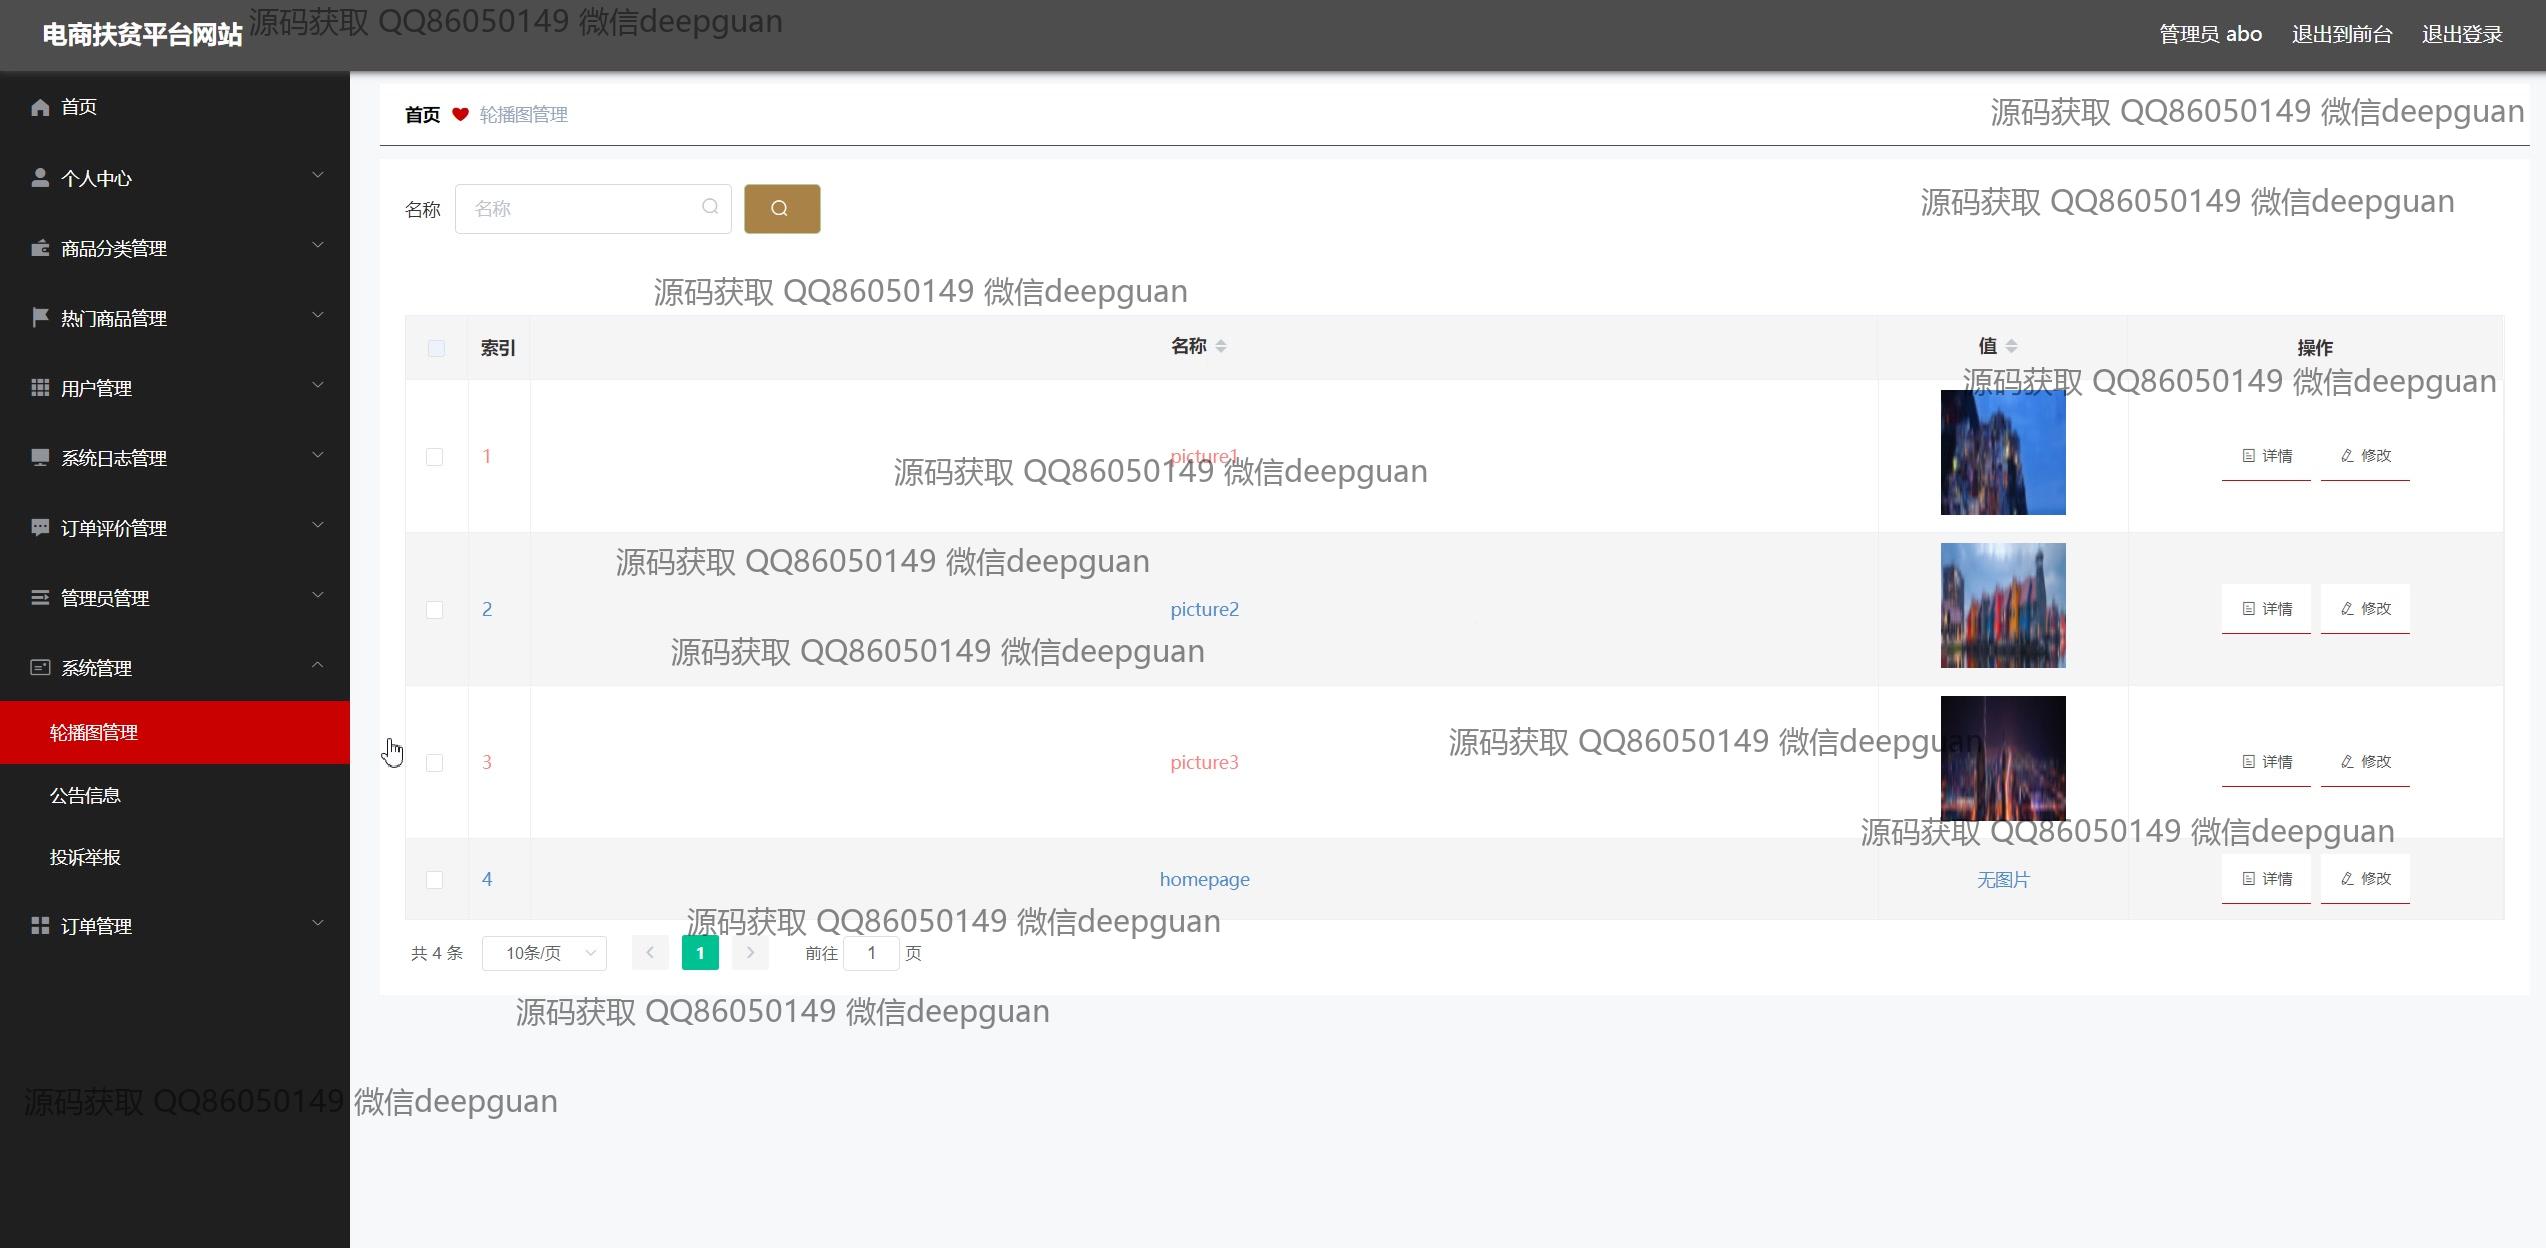 电商扶贫平台网站
源码获取 QQ86050149 微信deepguan
管理员 abo 退出到前台 退出登录
首页
个人中心
商品分类管理
热门商品管理
用户管理
系统日志管理
订单评价管理
管理员管理
系统管理
轮播图管理
公告信息
投诉举报
订单管理
首页 轮播图管理
源码获取 QQ86050149 微信deepguan
名称 名称
源码获取 QQ86050149 微信deepguan
源码获取 QQ86050149 微信deepguan
索引 名称 值 操作
源码获取 QQ86050149 微信deepguan
1 picture1 详情 修改
源码获取 QQ86050149 微信deepguan
源码获取 QQ86050149 微信deepguan
2 picture2 详情 修改
源码获取 QQ86050149 微信deepguan
源码获取 QQ86050149 微信deepguan
3 picture3 详情 修改
源码获取 QQ86050149 微信deepguan
4 homepage 无图片 详情 修改
源码获取 QQ86050149 微信deepguan
共 4 条 10条/页 1 前往 1 页
源码获取 QQ86050149 微信deepguan
源码获取 QQ86050149 微信deepguan